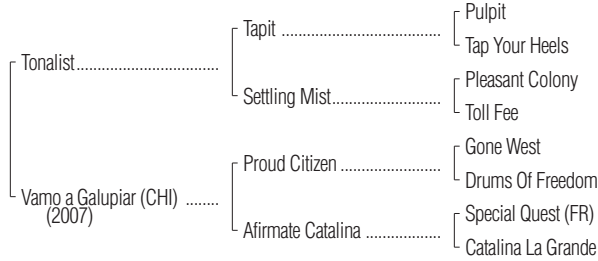 Pulpit
Tapit ........................................
Tap Your Heels
Tonalist....................................
Pleasant Colony
Settling Mist...........................
Toll Fee
Gone West
Proud Citizen .........................
Drums Of Freedom
Vamo a Galupiar (CHI) ........
(2007)
Special Quest (FR)
Afirmate Catalina ...................
Catalina La Grande